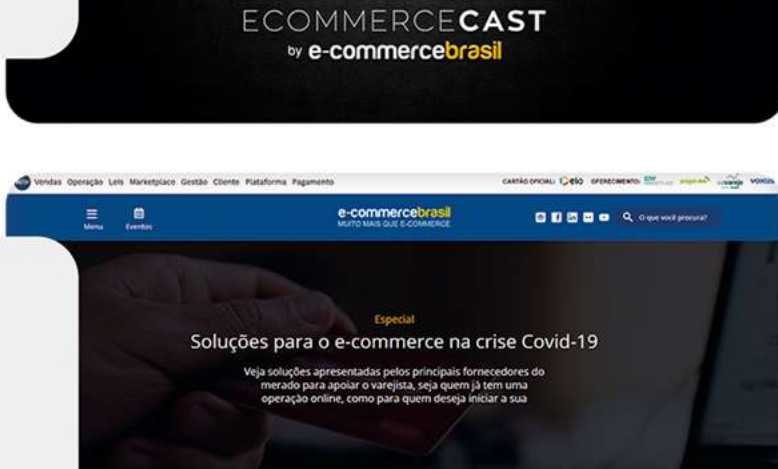 ECOMMERCECAST
by e-commercebrasil
Vendas Operação Leis Marketplace Gestão Cliente Plataforma Pagamento
CARTÃO OFICIAL: elo OFERECIMENTO:
e-commercebrasil
MUITO MAIS QUE E-COMMERCE
O que você procura?
Menu Eventos
Especial
Soluções para o e-commerce na crise Covid-19
Veja soluções apresentadas pelos principais fornecedores do
merado para apoiar o varejista, seja quem já tem uma
operação online, como para quem deseja iniciar a sua